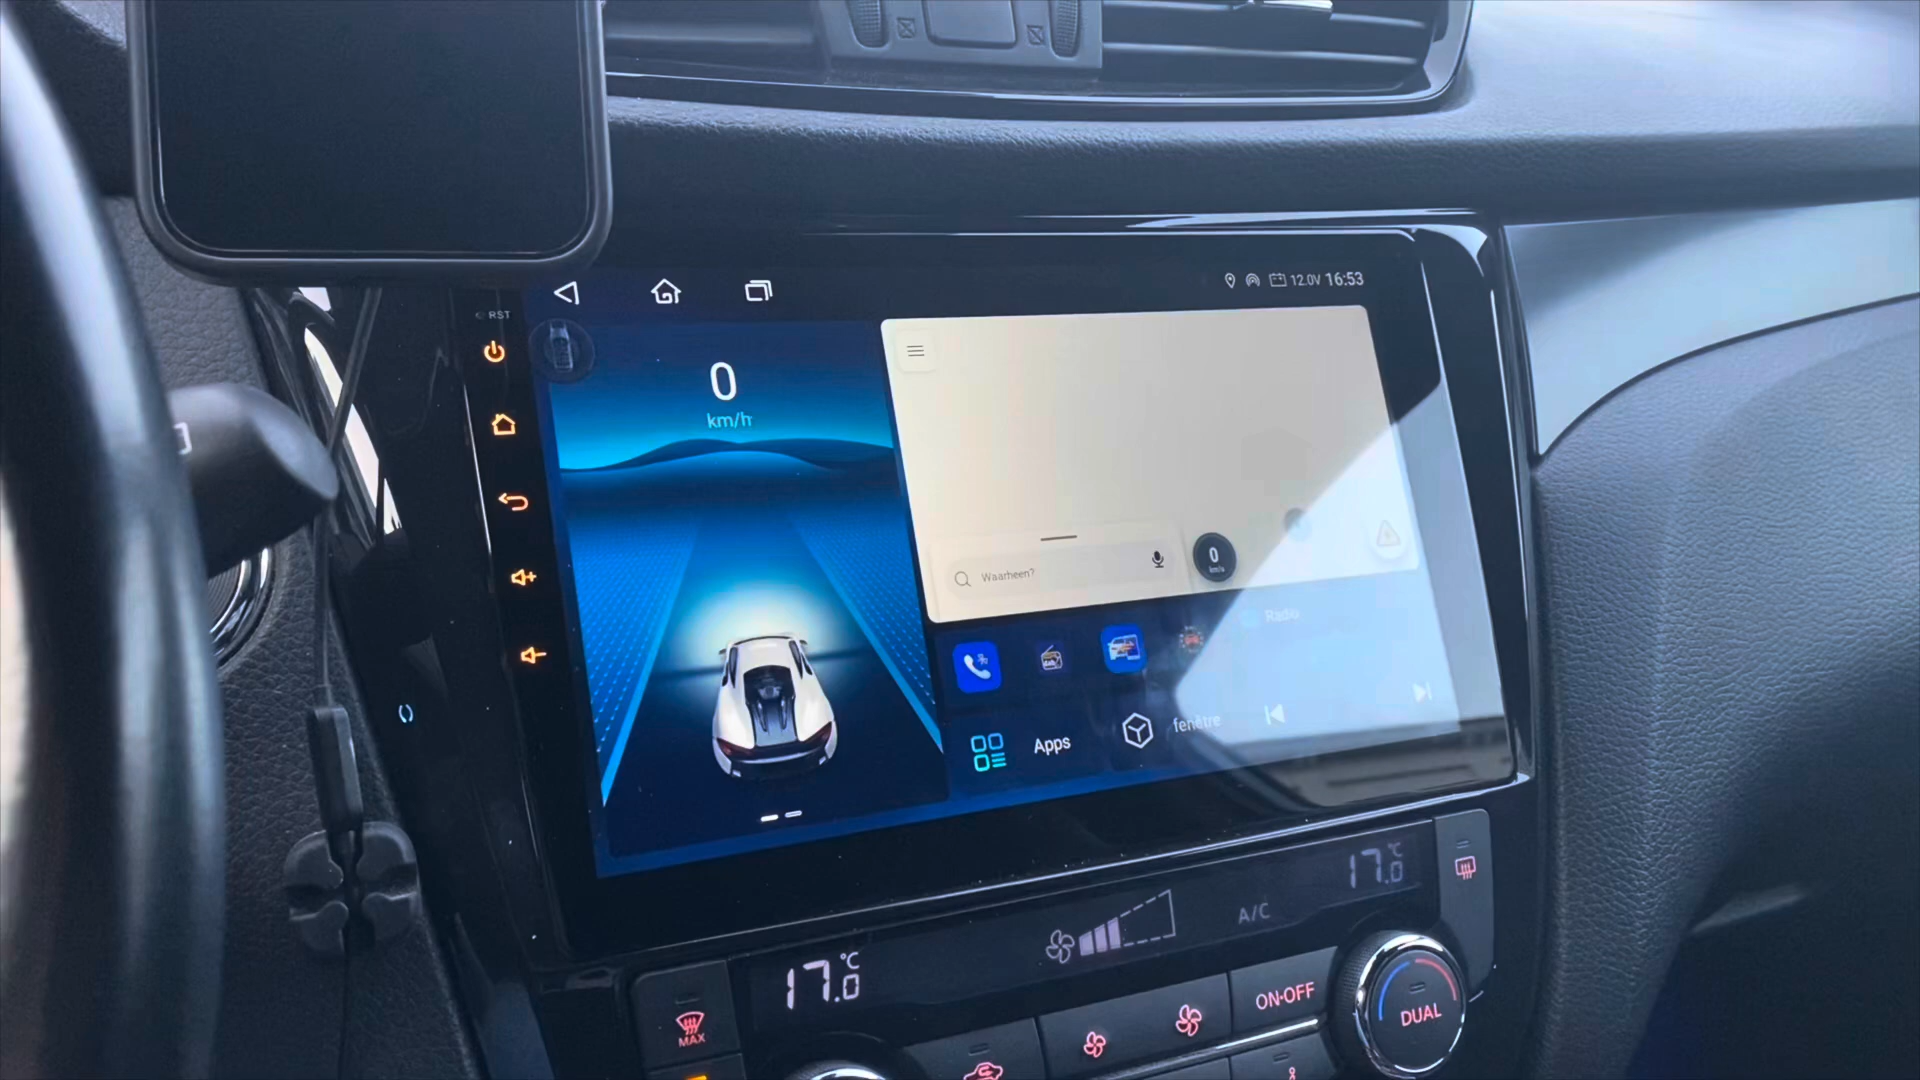 12.0V 16:53
RST
0
km/h
Waarheen?
0
km/h
Radio
Apps
fenêtre
17.0 °C
A/C
17.0 °C
MAX
ON·OFF
DUAL